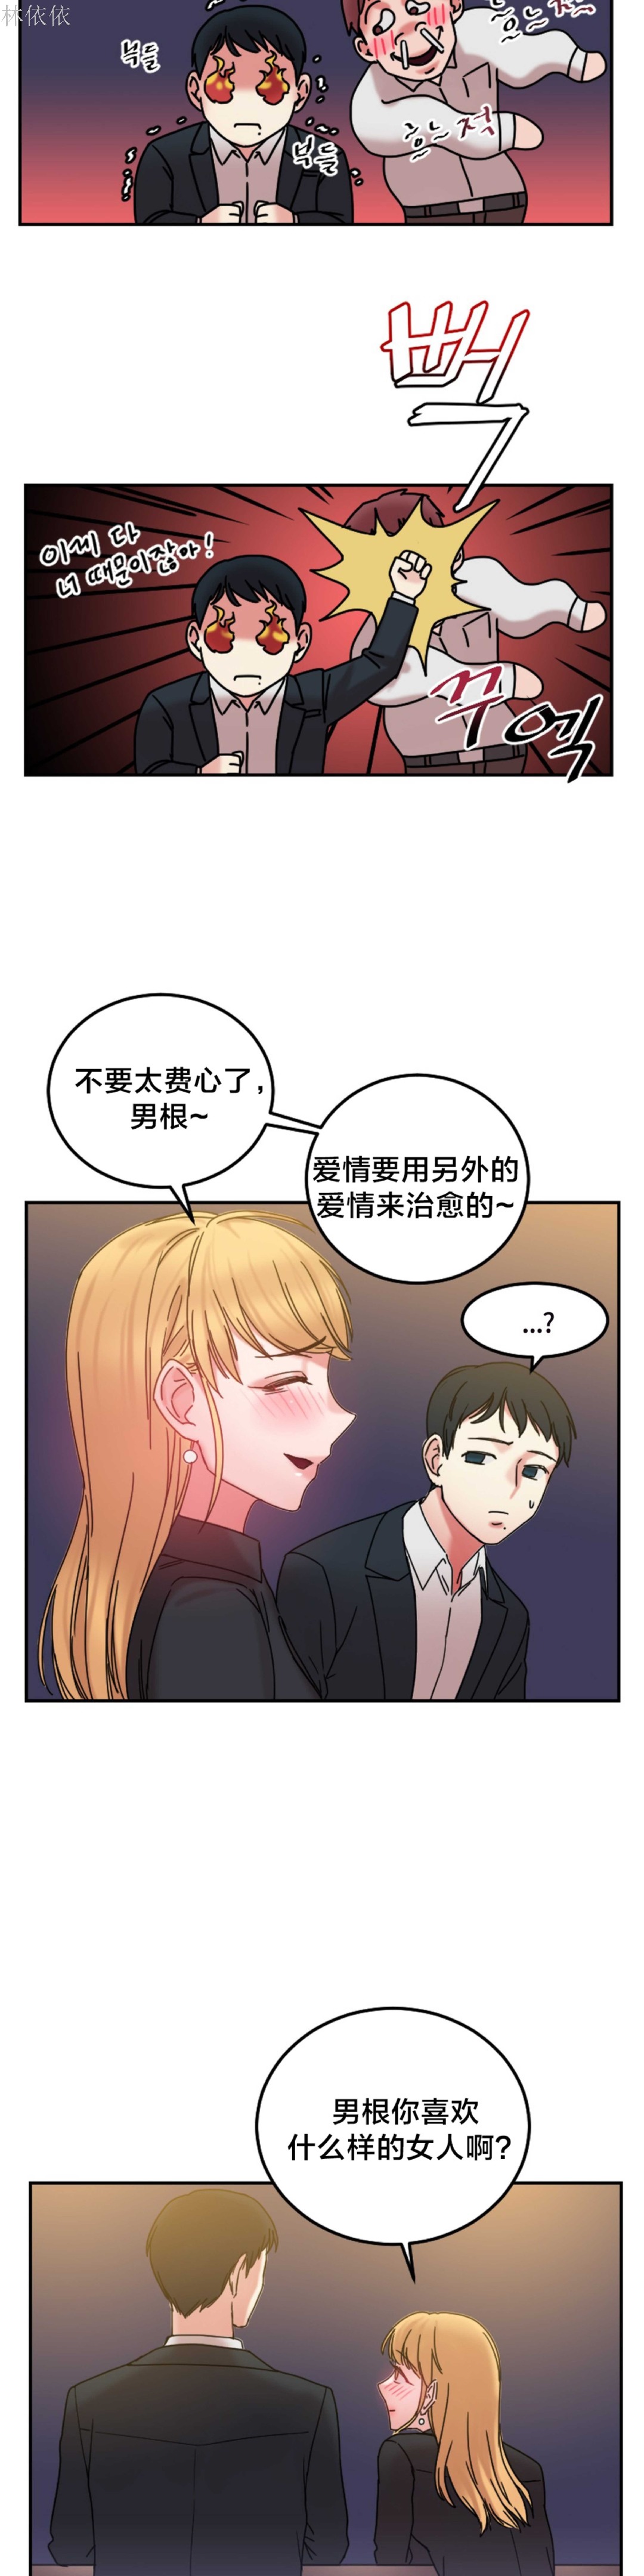 林依依
부들
흐느적
부들
흐느적
뻑
이씨 다
너 때문이잖아!
꾸엑
不要太费心了，
男根~
爱情要用另外的
爱情来治愈的~
...?
男根你喜欢
什么样的女人啊?